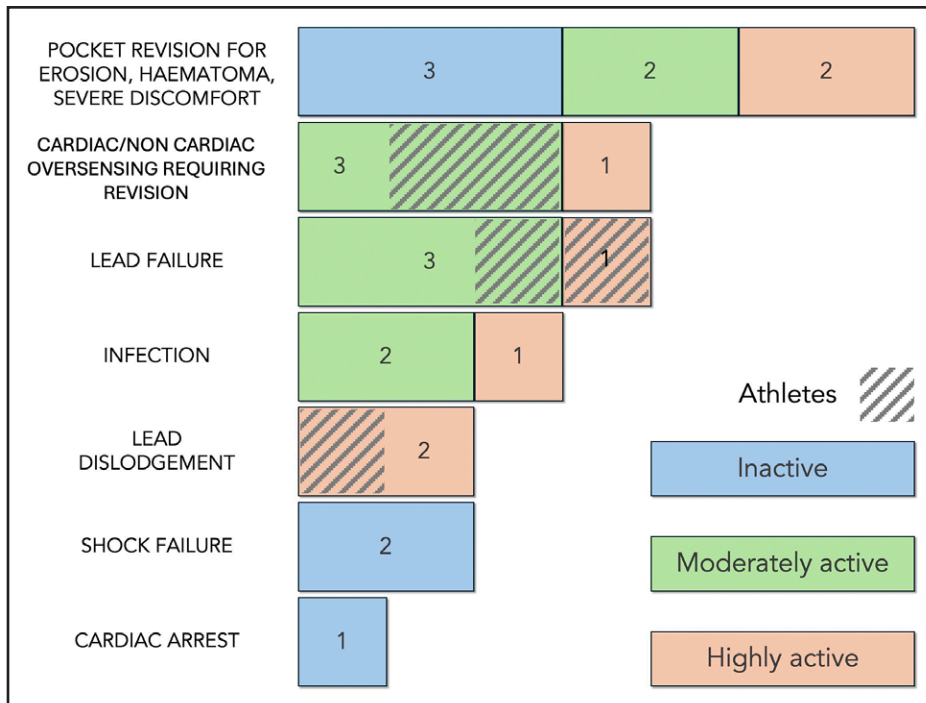 POCKET REVISION FOR
EROSION, HAEMATOMA,
SEVERE DISCOMFORT
3
2
2
CARDIAC/NON CARDIAC
OVERSENSING REQUIRING
REVISION
3
1
LEAD FAILURE
3
1
INFECTION
2
1
Athletes
LEAD
DISLODGEMENT
2
Inactive
SHOCK FAILURE
2
Moderately active
CARDIAC ARREST
1
Highly active